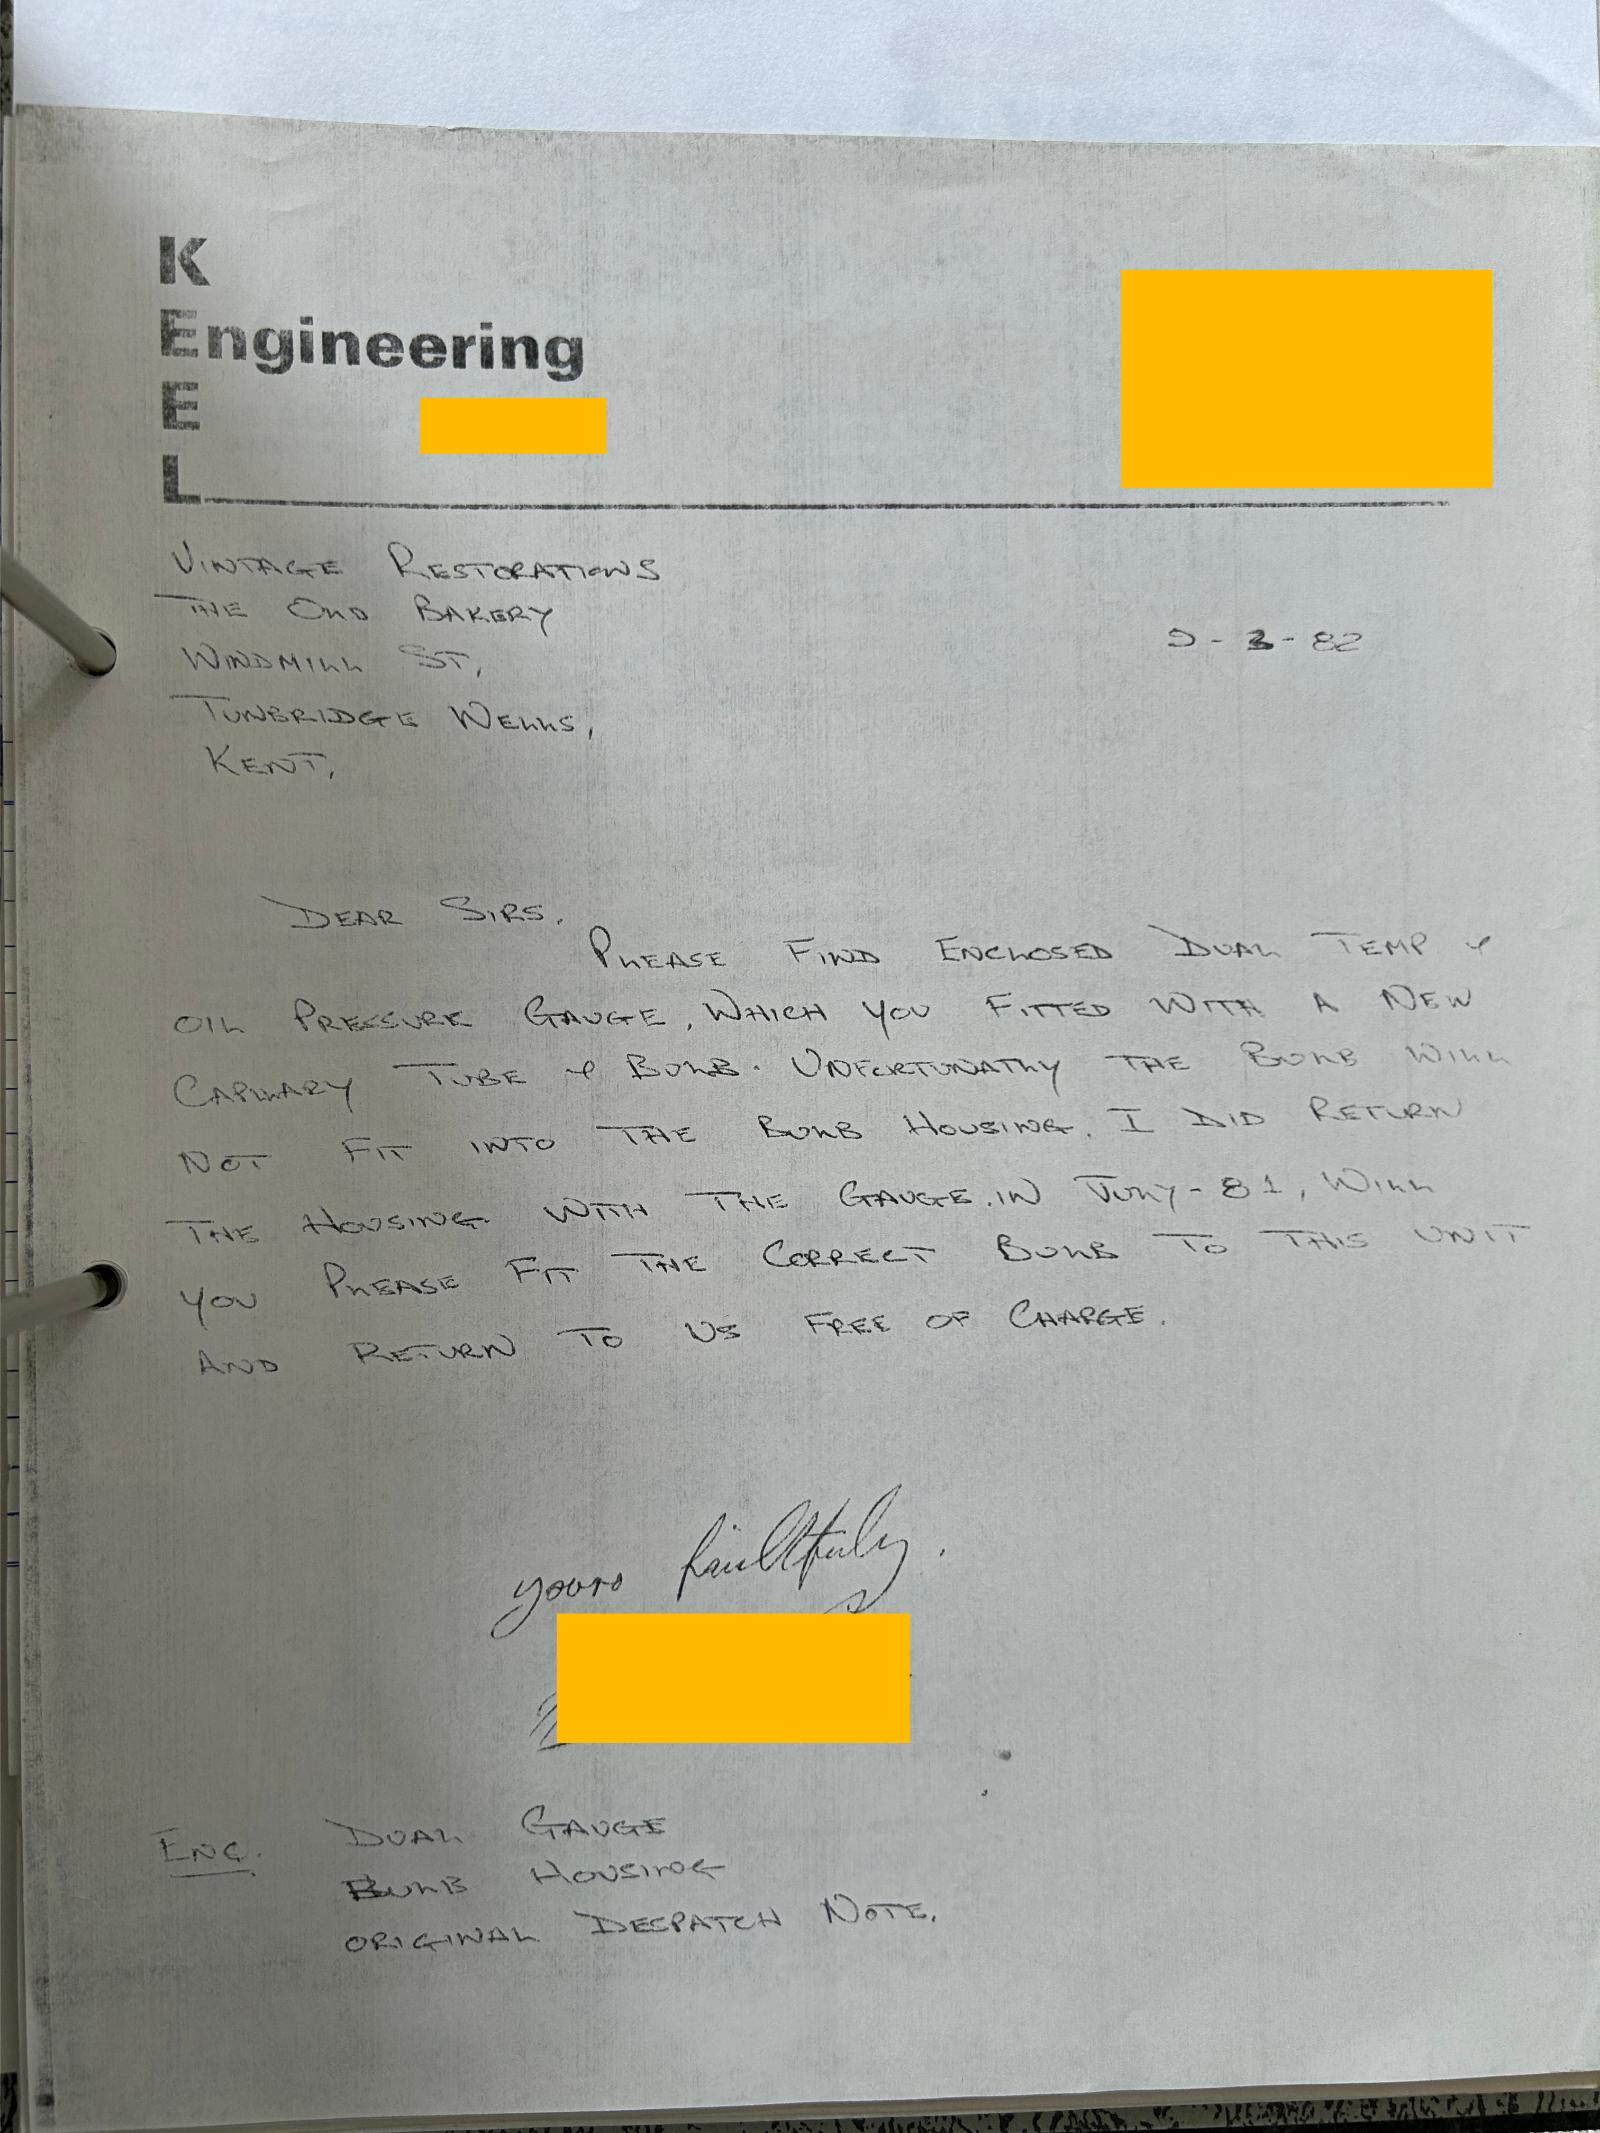 K
Engineering
E
L
VINTAGE RESTORATIONS
THE OLD BAKERY
WINDMILL ST,
TUNBRIDGE WELLS,
KENT,
9-3-82
DEAR SIRS,
PLEASE FIND ENCLOSED DUAL TEMP &
OIL PRESSURE GAUGE, WHICH YOU FITTED WITH A NEW
CAPILLARY TUBE & BULB. UNFORTUNATLY THE BULB WILL
NOT FIT INTO THE BULB HOUSING. I DID RETURN
THE HOUSING WITH THE GAUGE. IN JULY-81, WILL
YOU PLEASE FIT THE CORRECT BULB TO THIS UNIT
AND RETURN TO US FREE OF CHARGE.
yours faithfully.
ENC. DUAL GAUGE
BULB HOUSING
ORIGINAL DESPATCH NOTE.